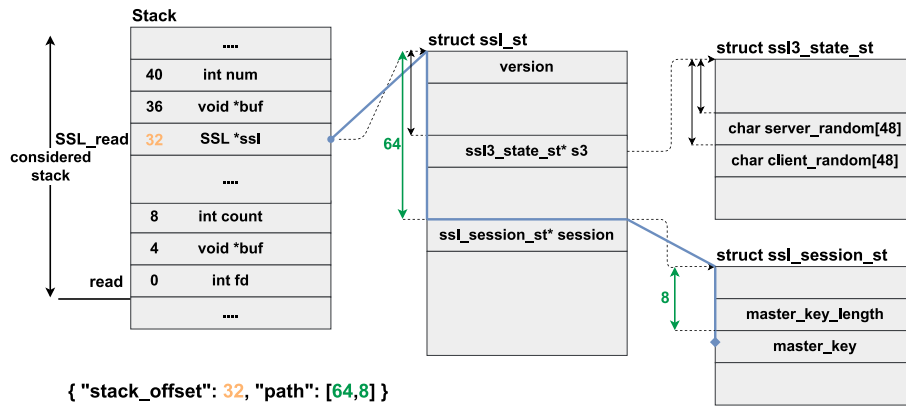 Stack
....
40 int num
36 void *buf
SSL_read 32 SSL *ssl
considered
stack
....
8 int count
4 void *buf
read 0 int fd
....
struct ssl_st
version
64
ssl3_state_st* s3
ssl_session_st* session
struct ssl3_state_st
char server_random[48]
char client_random[48]
struct ssl_session_st
8
master_key_length
master_key
{ "stack_offset": 32, "path": [64,8] }